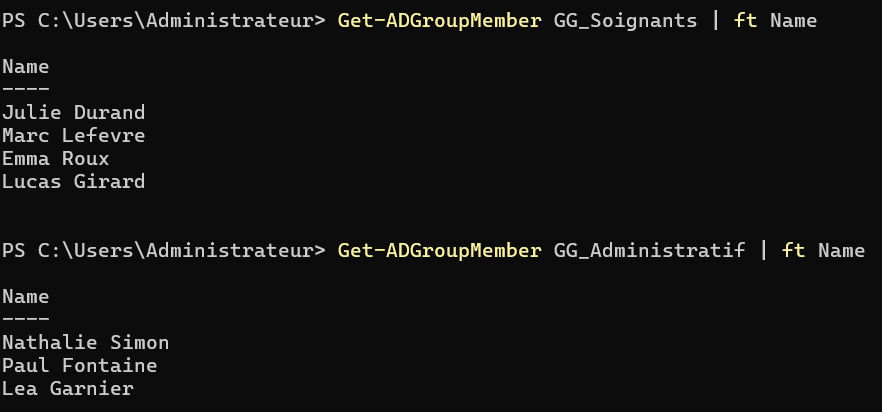 PS C:\Users\Administrateur> Get-ADGroupMember GG_Soignants | ft Name
Name
----
Julie Durand
Marc Lefevre
Emma Roux
Lucas Girard
PS C:\Users\Administrateur> Get-ADGroupMember GG_Administratif | ft Name
Name
----
Nathalie Simon
Paul Fontaine
Lea Garnier